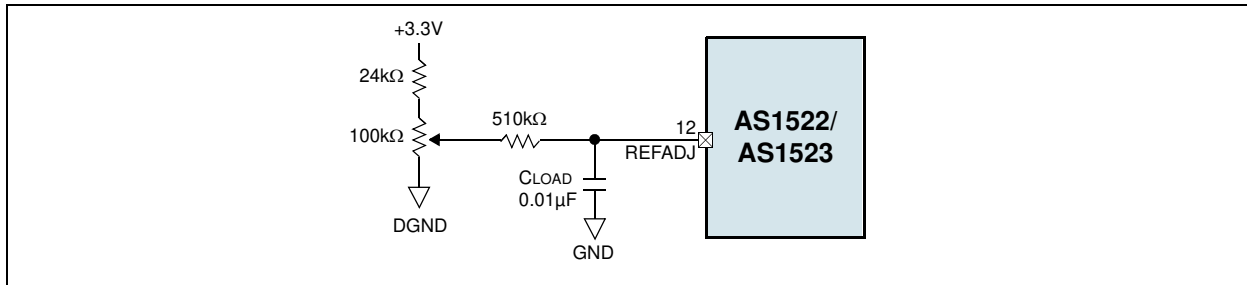 +3.3V
24kΩ
100kΩ
510kΩ
12
REFADJ
AS1522/
AS1523
CLOAD
0.01µF
DGND
GND